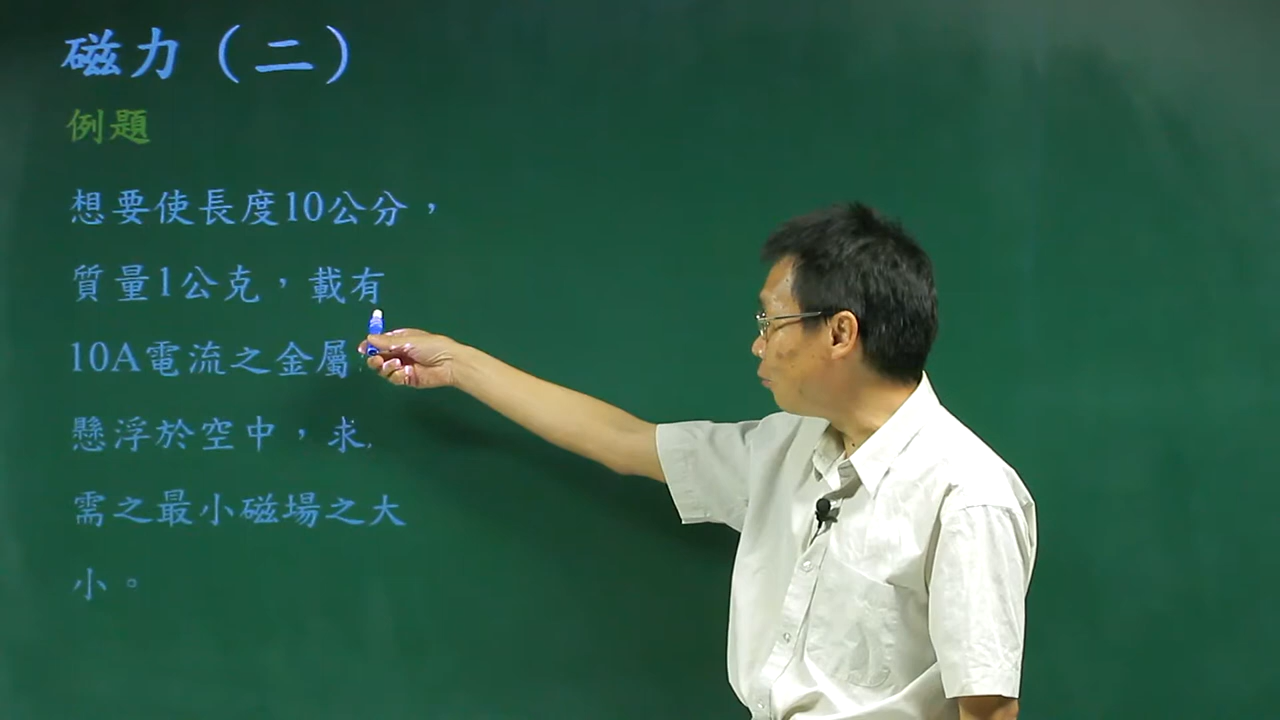 磁力（二）
例題
想要使長度10公分，
質量1公克，載有
10A電流之金屬
懸浮於空中，求
需之最小磁場之大
小。